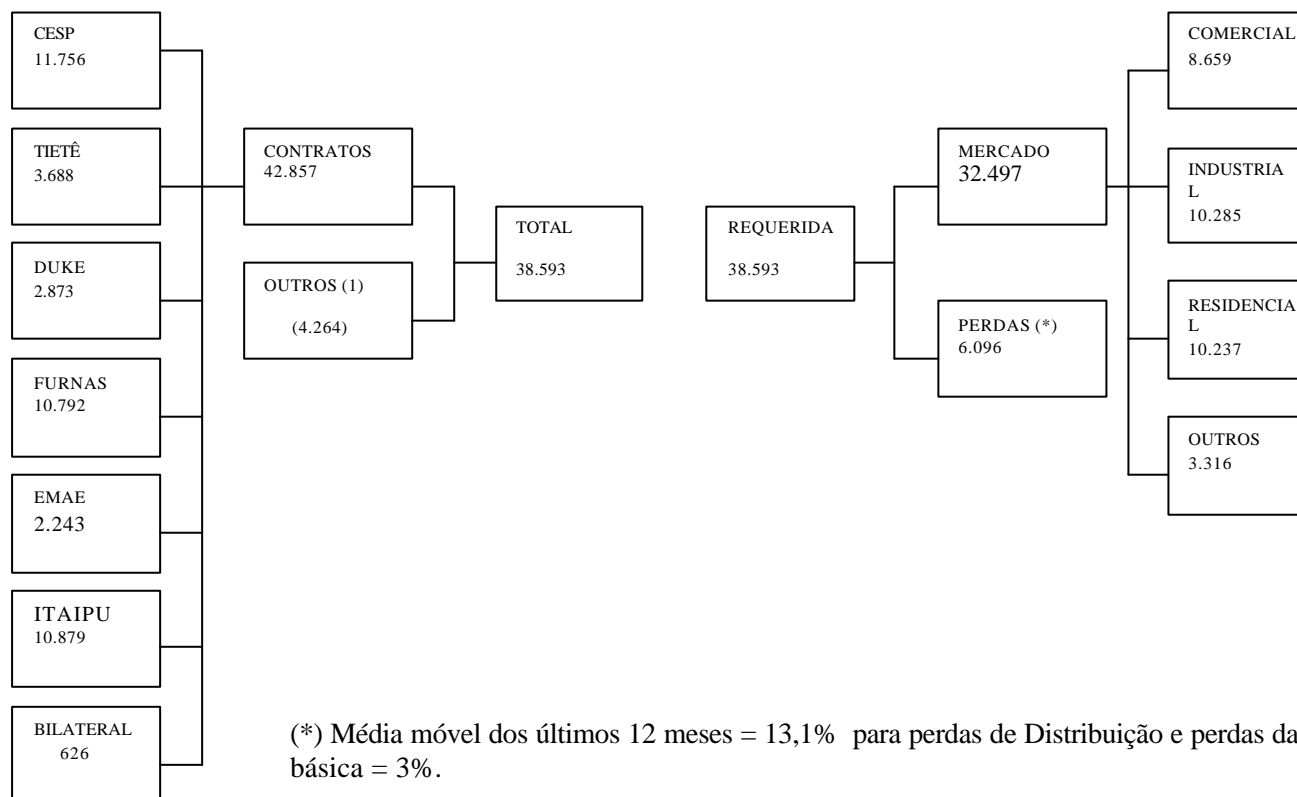 CESP
11.756
TIETÊ
3.688
DUKE
2.873
FURNAS
10.792
EMAE
2.243
ITAIPU
10.879
BILATERAL
626
CONTRATOS
42.857
OUTROS (1)
(4.264)
TOTAL
38.593
REQUERIDA
38.593
MERCADO
32.497
PERDAS (*)
6.096
COMERCIAL
8.659
INDUSTRIA
L
10.285
RESIDENCIA
L
10.237
OUTROS
3.316
(*) Média móvel dos últimos 12 meses = 13,1% para perdas de Distribuição e perdas da
básica = 3%.